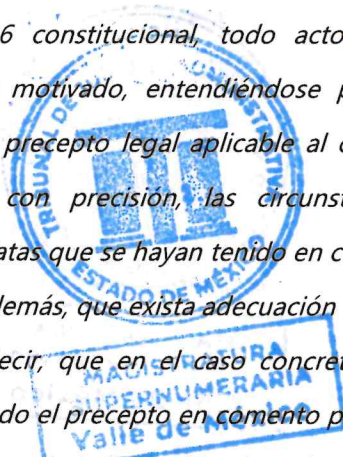 6 constitucional, todo acto
motivado, entendiéndose p
precepto legal aplicable al c
con precisión, las circunst
atas que se hayan tenido en c
demás, que exista adecuación
ecir, que en el caso concret
do el precepto en comento p
TRIBUNAL DE
ADMINISTRATIVA
ESTADO DE MÉXICO
MAGISTRATURA
SUPERNUMERARIA
Valle de México